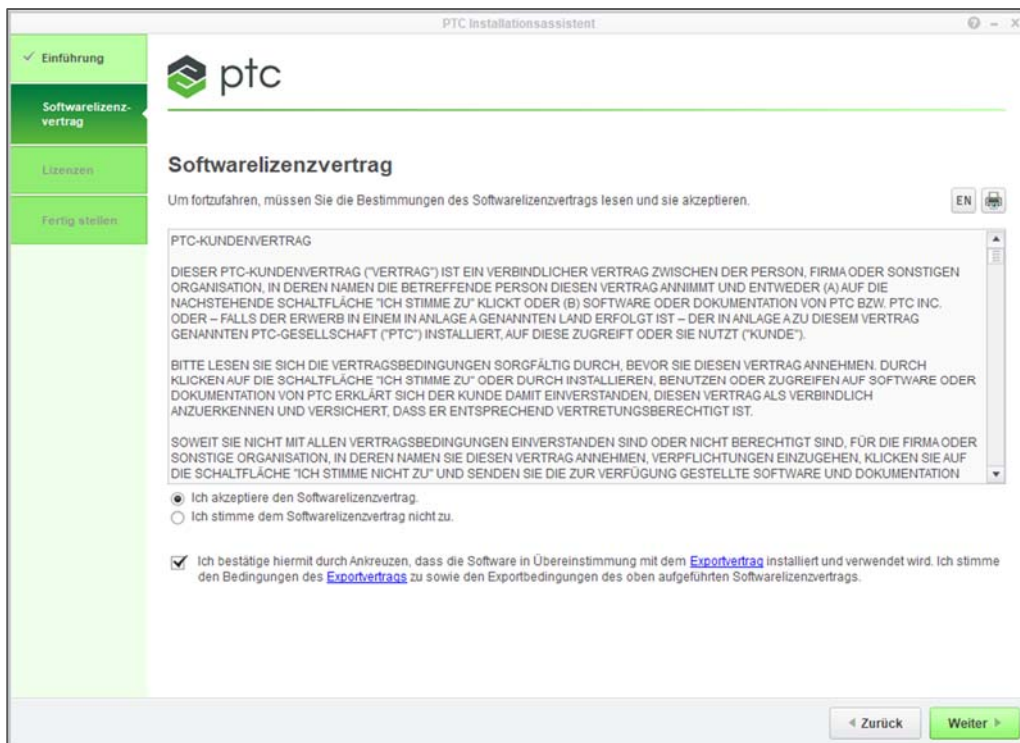 PTC Installationsassistent
Einführung
Softwarelizenz-
vertrag
Lizenzen
Fertig stellen
ptc
Softwarelizenzvertrag
Um fortzufahren, müssen Sie die Bestimmungen des Softwarelizenzvertrags lesen und sie akzeptieren.
EN
PTC-KUNDENVERTRAG
DIESER PTC-KUNDENVERTRAG ("VERTRAG") IST EIN VERBINDLICHER VERTRAG ZWISCHEN DER PERSON, FIRMA ODER SONSTIGEN
ORGANISATION, IN DEREN NAMEN DIE BETREFFENDE PERSON DIESEN VERTRAG ANNIMMT UND ENTWEDER (A) AUF DIE
NACHSTEHENDE SCHALTFLÄCHE "ICH STIMME ZU" KLICKT ODER (B) SOFTWARE ODER DOKUMENTATION VON PTC BZW. PTC INC.
ODER – FALLS DER ERWERB IN EINEM IN ANLAGE A GENANNTEN LAND ERFOLGT IST – DER IN ANLAGE A ZU DIESEM VERTRAG
GENANNTEN PTC-GESELLSCHAFT ("PTC") INSTALLIERT, AUF DIESE ZUGREIFT ODER SIE NUTZT ("KUNDE").
BITTE LESEN SIE SICH DIE VERTRAGSBEDINGUNGEN SORGFÄLTIG DURCH, BEVOR SIE DIESEN VERTRAG ANNEHMEN. DURCH
KLICKEN AUF DIE SCHALTFLÄCHE "ICH STIMME ZU" ODER DURCH INSTALLIEREN, BENUTZEN ODER ZUGREIFEN AUF SOFTWARE ODER
DOKUMENTATION VON PTC ERKLÄRT SICH DER KUNDE DAMIT EINVERSTANDEN, DIESEN VERTRAG ALS VERBINDLICH
ANZUERKENNEN UND VERSICHERT, DASS ER ENTSPRECHEND VERTRETUNGSBERECHTIGT IST.
SOWEIT SIE NICHT MIT ALLEN VERTRAGSBEDINGUNGEN EINVERSTANDEN SIND ODER NICHT BERECHTIGT SIND, FÜR DIE FIRMA ODER
SONSTIGE ORGANISATION, IN DEREN NAMEN SIE DIESEN VERTRAG ANNEHMEN, VERPFLICHTUNGEN EINZUGEHEN, KLICKEN SIE AUF
DIE SCHALTFLÄCHE "ICH STIMME NICHT ZU" UND SENDEN SIE DIE ZUR VERFÜGUNG GESTELLTE SOFTWARE UND DOKUMENTATION
Ich akzeptiere den Softwarelizenzvertrag.
Ich stimme dem Softwarelizenzvertrag nicht zu.
Ich bestätige hiermit durch Ankreuzen, dass die Software in Übereinstimmung mit dem Exportvertrag installiert und verwendet wird. Ich stimme
den Bedingungen des Exportvertrags zu sowie den Exportbedingungen des oben aufgeführten Softwarelizenzvertrags.
Zurück
Weiter